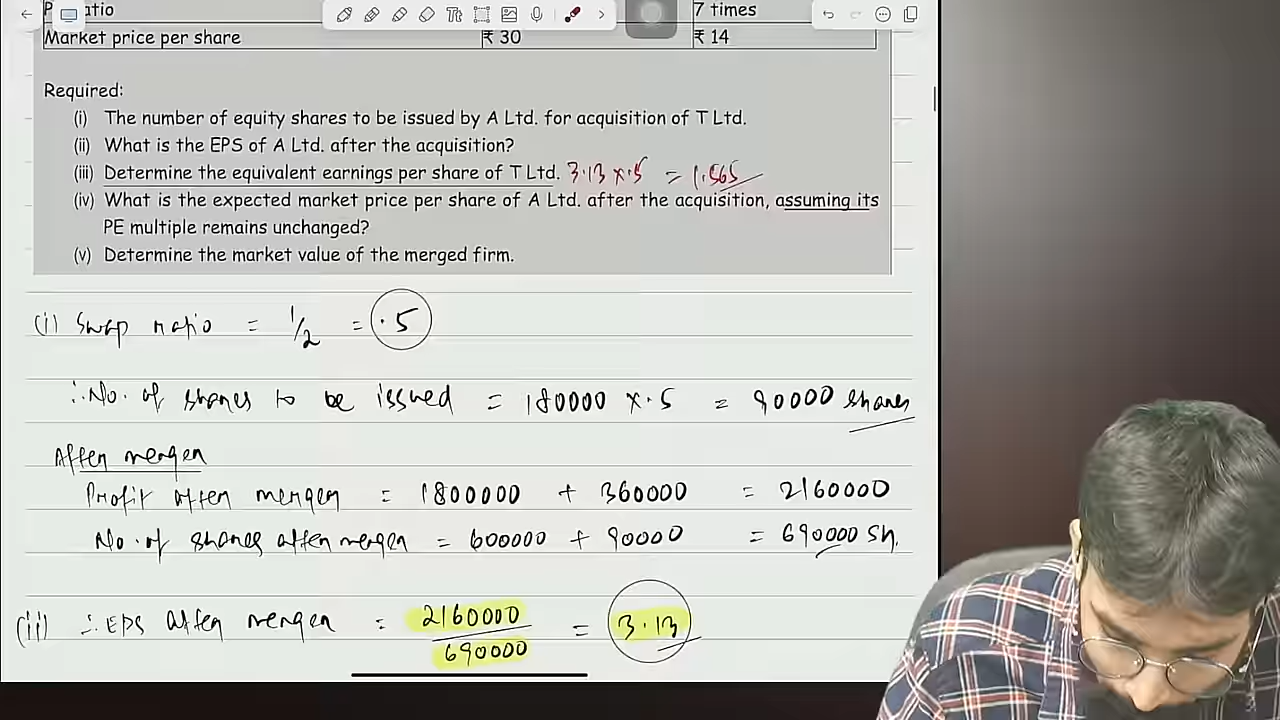 7 times
Market price per share ₹ 30 ₹ 14
Required:
(i) The number of equity shares to be issued by A Ltd. for acquisition of T Ltd.
(ii) What is the EPS of A Ltd. after the acquisition?
(iii) Determine the equivalent earnings per share of T Ltd. 3.13 x .5 = 1.565
(iv) What is the expected market price per share of A Ltd. after the acquisition, assuming its
PE multiple remains unchanged?
(v) Determine the market value of the merged firm.
(i) Swap ratio = 1/2 = .5
∴ No. of shares to be issued = 180000 x .5 = 90000 shares
After merger
Profit after merger = 1800000 + 360000 = 2160000
No. of shares after merger = 600000 + 90000 = 690000 sh.
(ii) ∴ EPS after merger = 2160000 = 3.13
690000